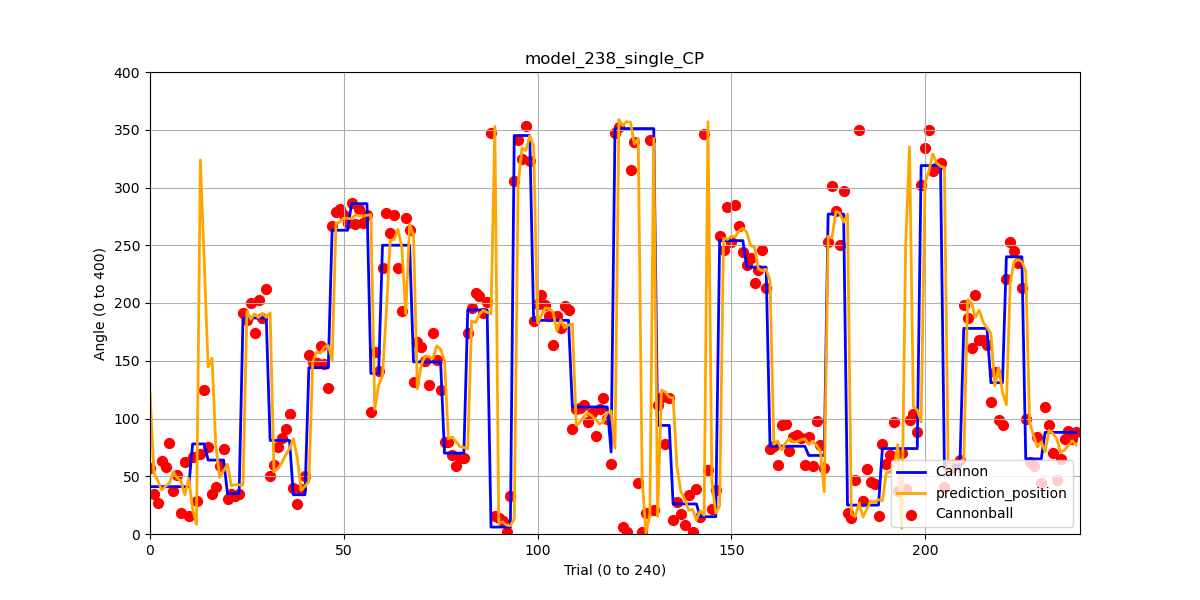 model_238_single_CP
Angle (0 to 400)
400
350
300
250
200
150
100
50
0
0 50 100 150 200
Trial (0 to 240)
Cannon
prediction_position
Cannonball